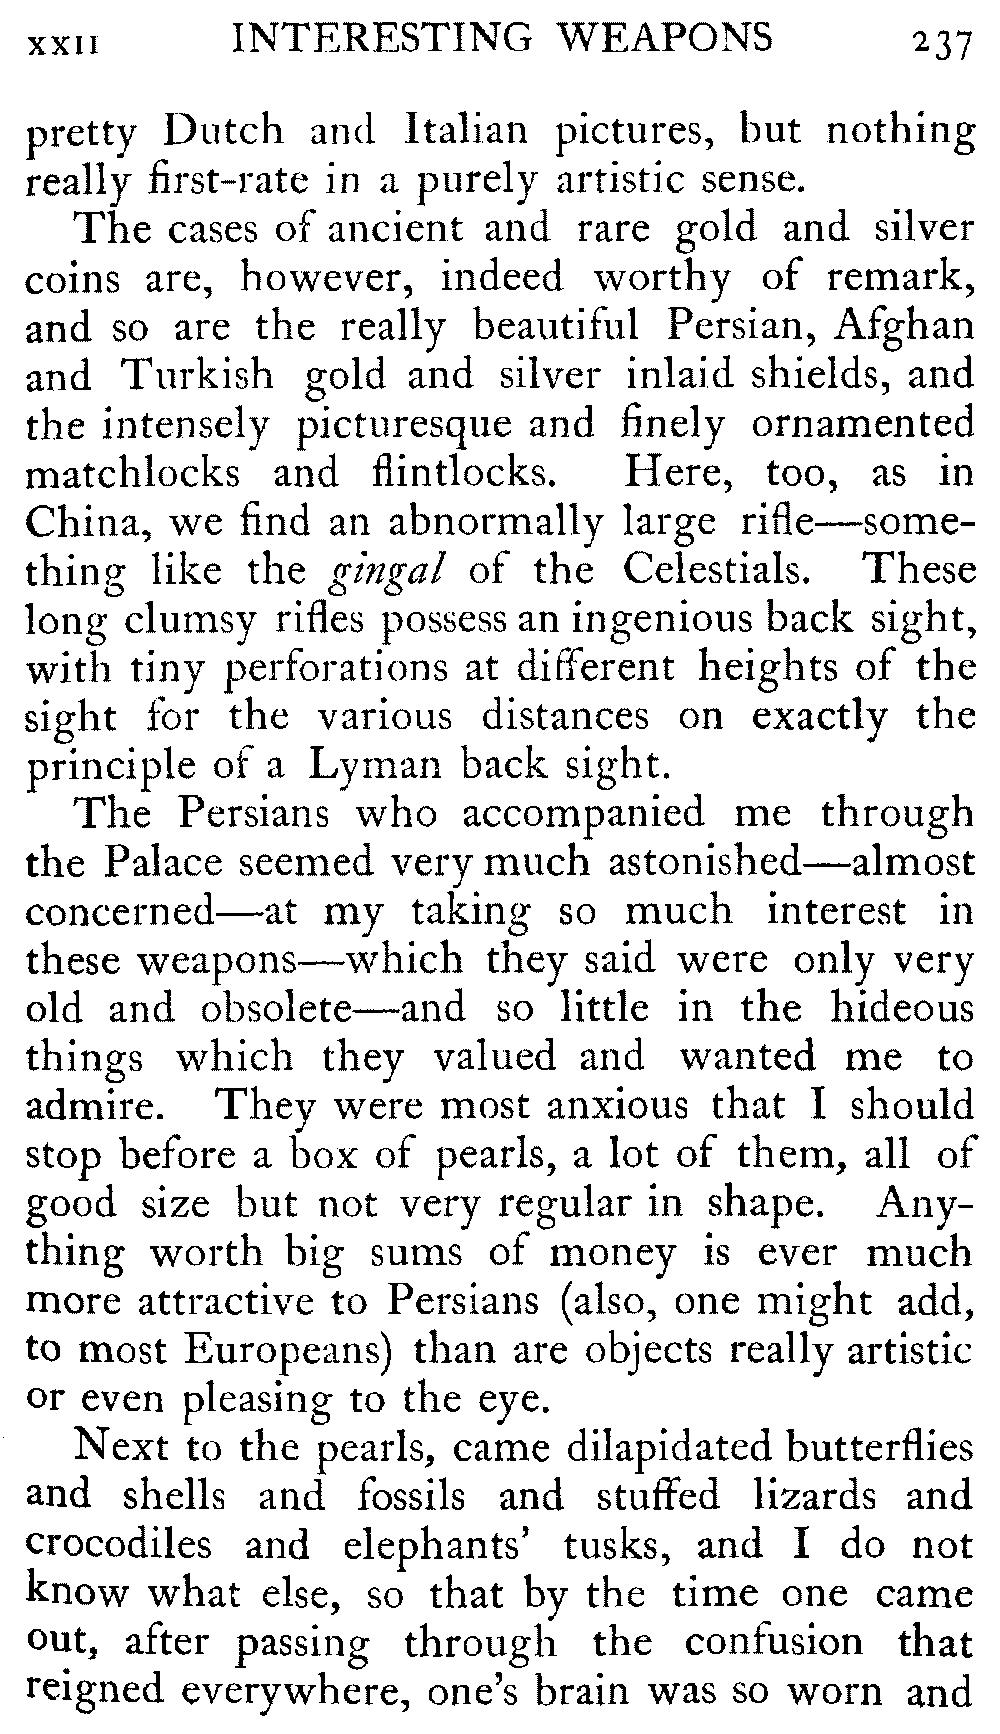 XXII INTERESTING WEAPONS 237
pretty Dutch and Italian pictures, but nothing
really first-rate in a purely artistic sense.
The cases of ancient and rare gold and silver
coins are, however, indeed worthy of remark,
and so are the really beautiful Persian, Afghan
and Turkish gold and silver inlaid shields, and
the intensely picturesque and finely ornamented
matchlocks and flintlocks. Here, too, as in
China, we find an abnormally large rifle—some-
thing like the gingal of the Celestials. These
long clumsy rifles possess an ingenious back sight,
with tiny perforations at different heights of the
sight for the various distances on exactly the
principle of a Lyman back sight.
The Persians who accompanied me through
the Palace seemed very much astonished—almost
concerned—at my taking so much interest in
these weapons—which they said were only very
old and obsolete—and so little in the hideous
things which they valued and wanted me to
admire. They were most anxious that I should
stop before a box of pearls, a lot of them, all of
good size but not very regular in shape. Any-
thing worth big sums of money is ever much
more attractive to Persians (also, one might add,
to most Europeans) than are objects really artistic
or even pleasing to the eye.
Next to the pearls, came dilapidated butterflies
and shells and fossils and stuffed lizards and
crocodiles and elephants' tusks, and I do not
know what else, so that by the time one came
out, after passing through the confusion that
reigned everywhere, one's brain was so worn and